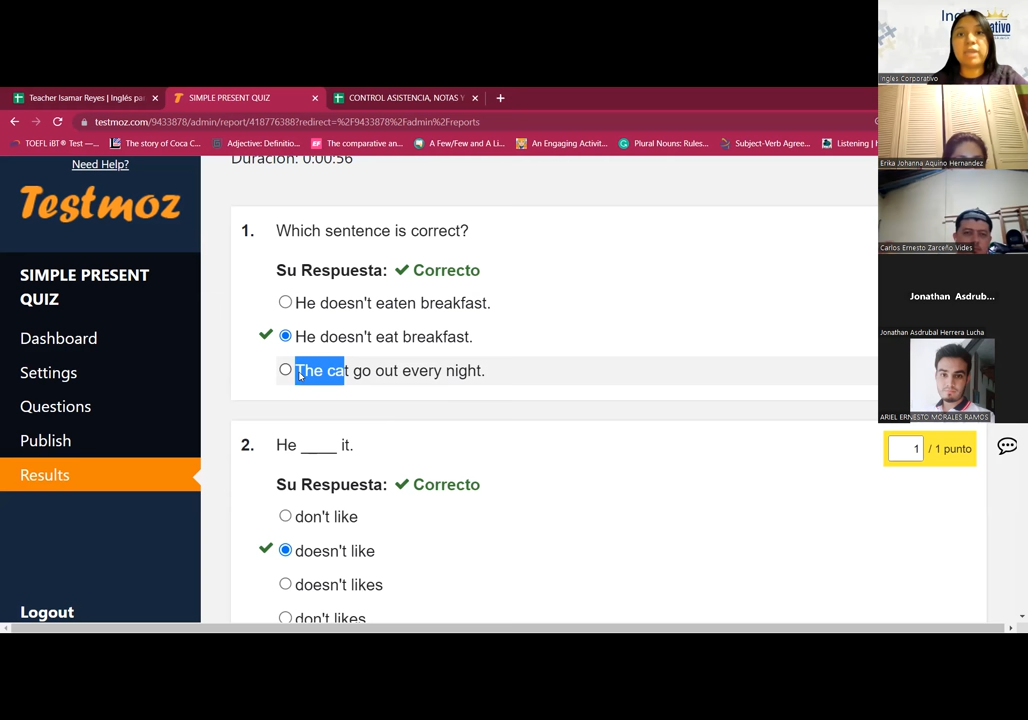 Teacher Isamar Reyes | Inglés par
SIMPLE PRESENT QUIZ
CONTROL ASISTENCIA, NOTAS Y
testmoz.com/9433878/admin/report/41877638​8?redirect=%2F9433878%2Fadmin%2Freports
TOEFL iBT® Test —...
The story of Coca C...
Adjective: Definitio...
The comparative an...
A Few/Few and A Li...
An Engaging Activit...
Plural Nouns: Rules...
Subject-Verb Agree...
Listening |
Need Help?
Testmoz
SIMPLE PRESENT
QUIZ
Dashboard
Settings
Questions
Publish
Results
Logout
Duración: 0:00:56
1. Which sentence is correct?
Su Respuesta: ✔ Correcto
He doesn't eaten breakfast.
He doesn't eat breakfast.
The cat go out every night.
1 / 1 punto
2. He ____ it.
Su Respuesta: ✔ Correcto
don't like
doesn't like
doesn't likes
don't likes
Ingles Corporativo
Erika Johanna Aquino Hernandez
Carlos Ernesto Zarceño Vides
Jonathan Asdrub...
Jonathan Asdrubal Herrera Lucha
ARIEL ERNESTO MORALES RAMOS